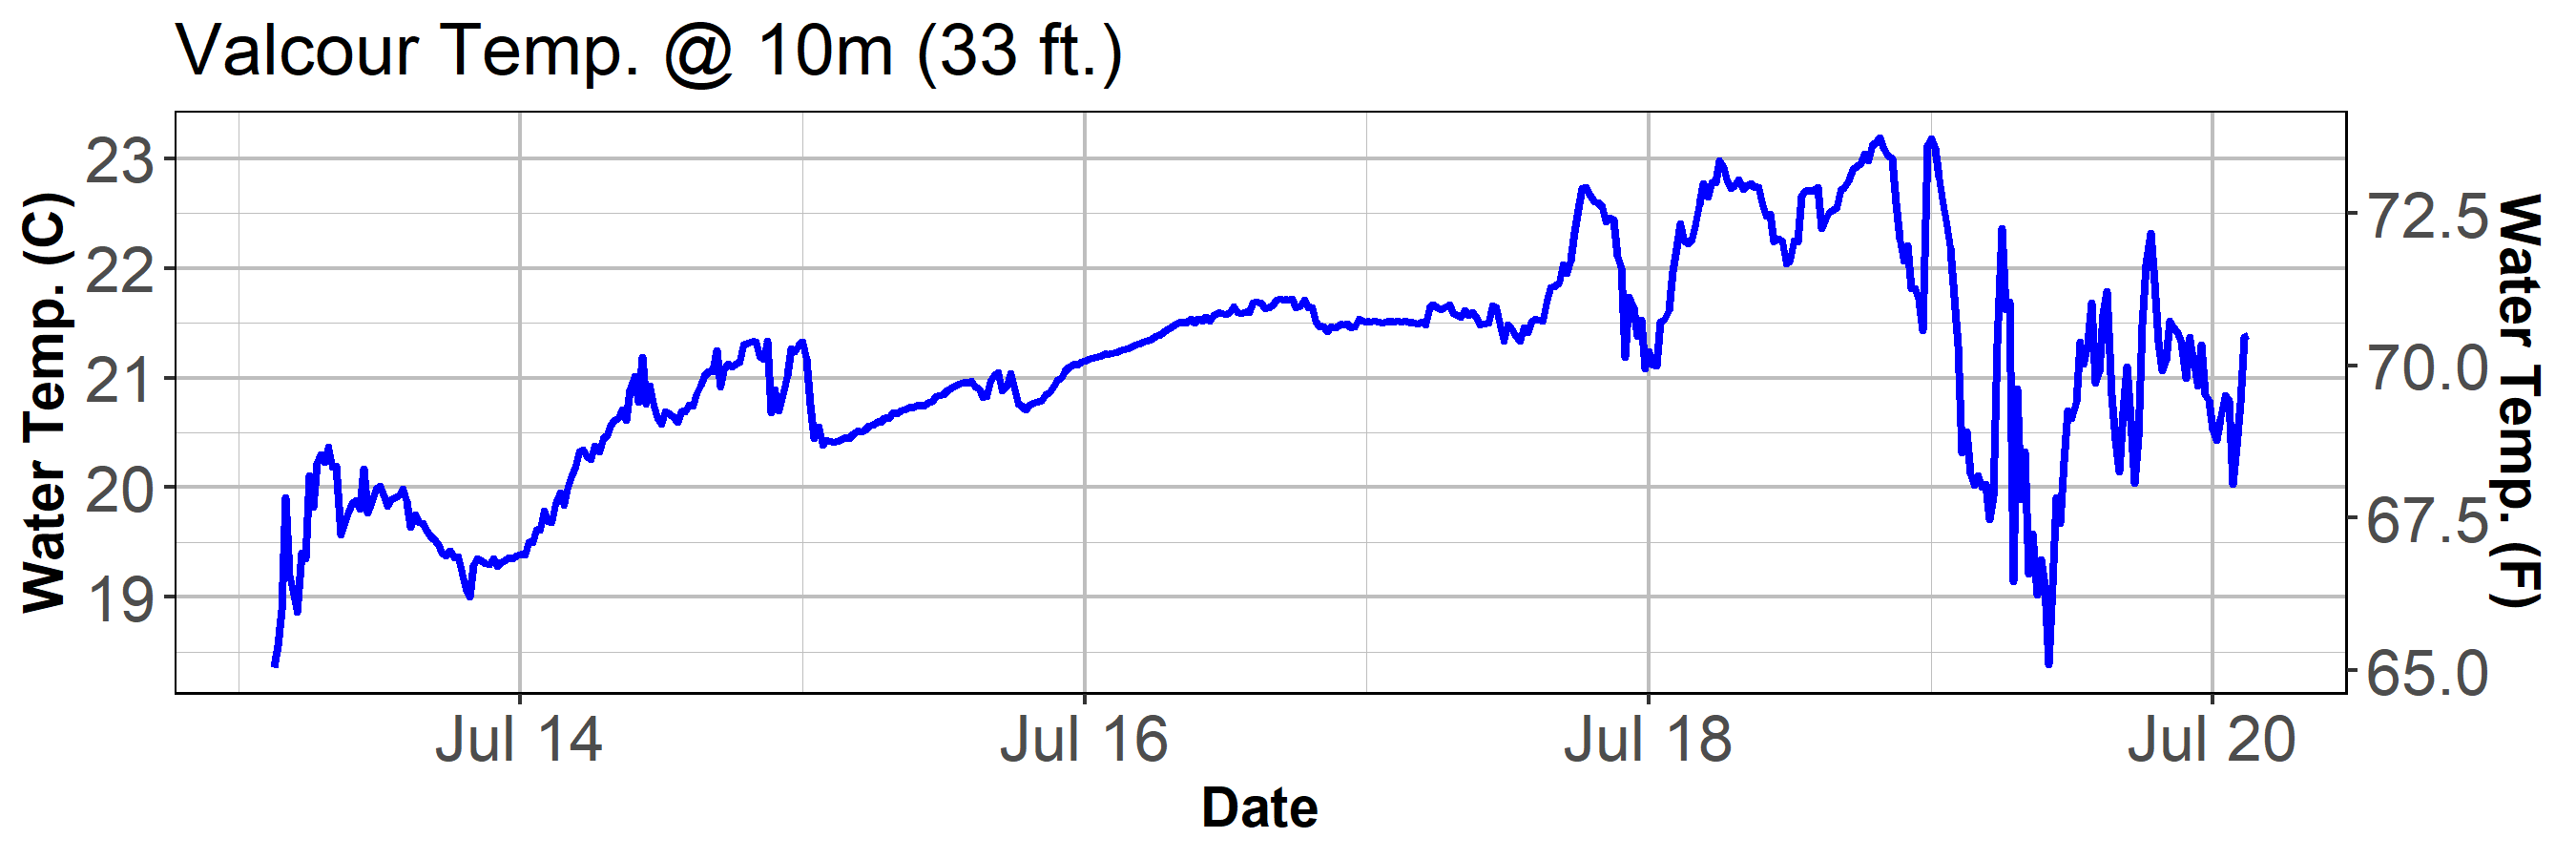 Valcour Temp. @ 10m (33 ft.)
Water Temp. (C)
23
22
21
20
19
72.5
70.0
67.5
65.0
Water Temp. (F)
Jul 14 Jul 16 Jul 18 Jul 20
Date